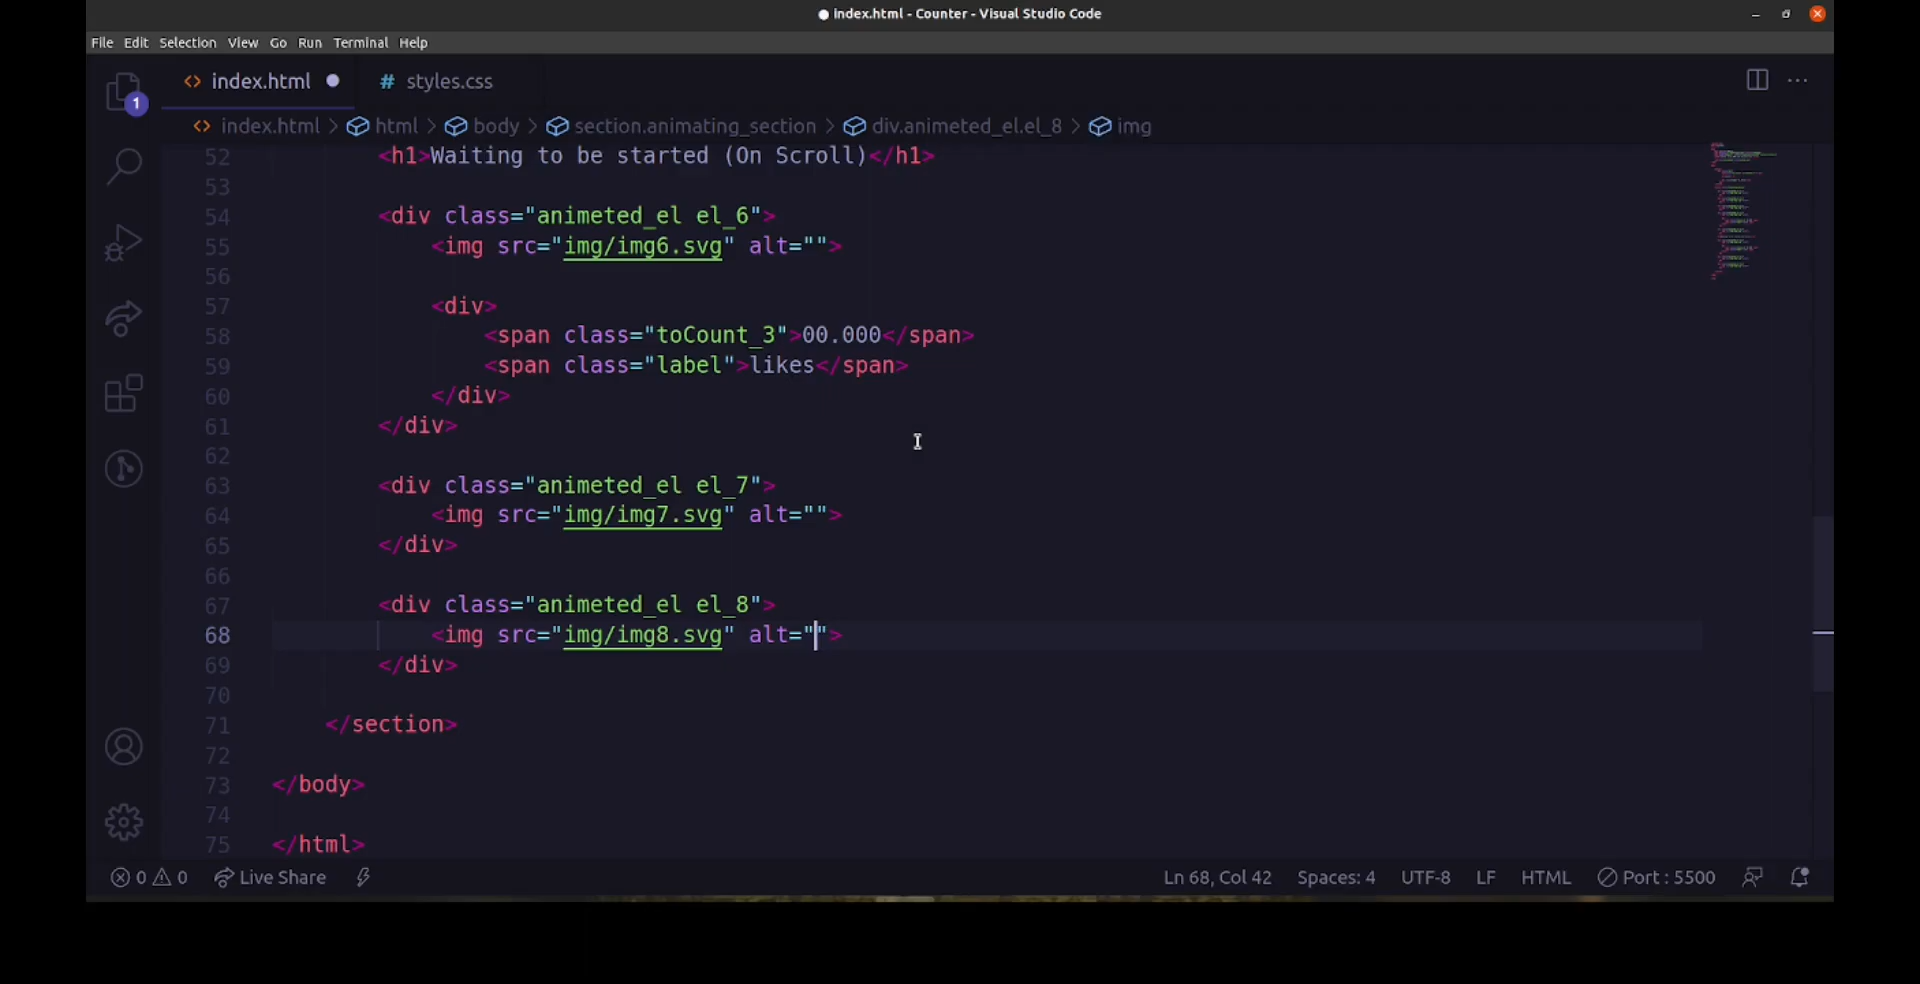 ● index.html - Counter - Visual Studio Code
File Edit Selection View Go Run Terminal Help
1
<> index.html ● # styles.css
<> index.html > html > body > section.animating_section > div.animeted_el.el_8 > img
52 <h1>Waiting to be started (On Scroll)</h1>
53
54 <div class="animeted_el el_6">
55 <img src="img/img6.svg" alt="">
56
57 <div>
58 <span class="toCount_3">00.000</span>
59 <span class="label">likes</span>
60 </div>
61 </div>
62
63 <div class="animeted_el el_7">
64 <img src="img/img7.svg" alt="">
65 </div>
66
67 <div class="animeted_el el_8">
68 <img src="img/img8.svg" alt="">
69 </div>
70
71 </section>
72
73 </body>
74
75 </html>
0 0 Live Share Ln 68, Col 42 Spaces: 4 UTF-8 LF HTML Port : 5500